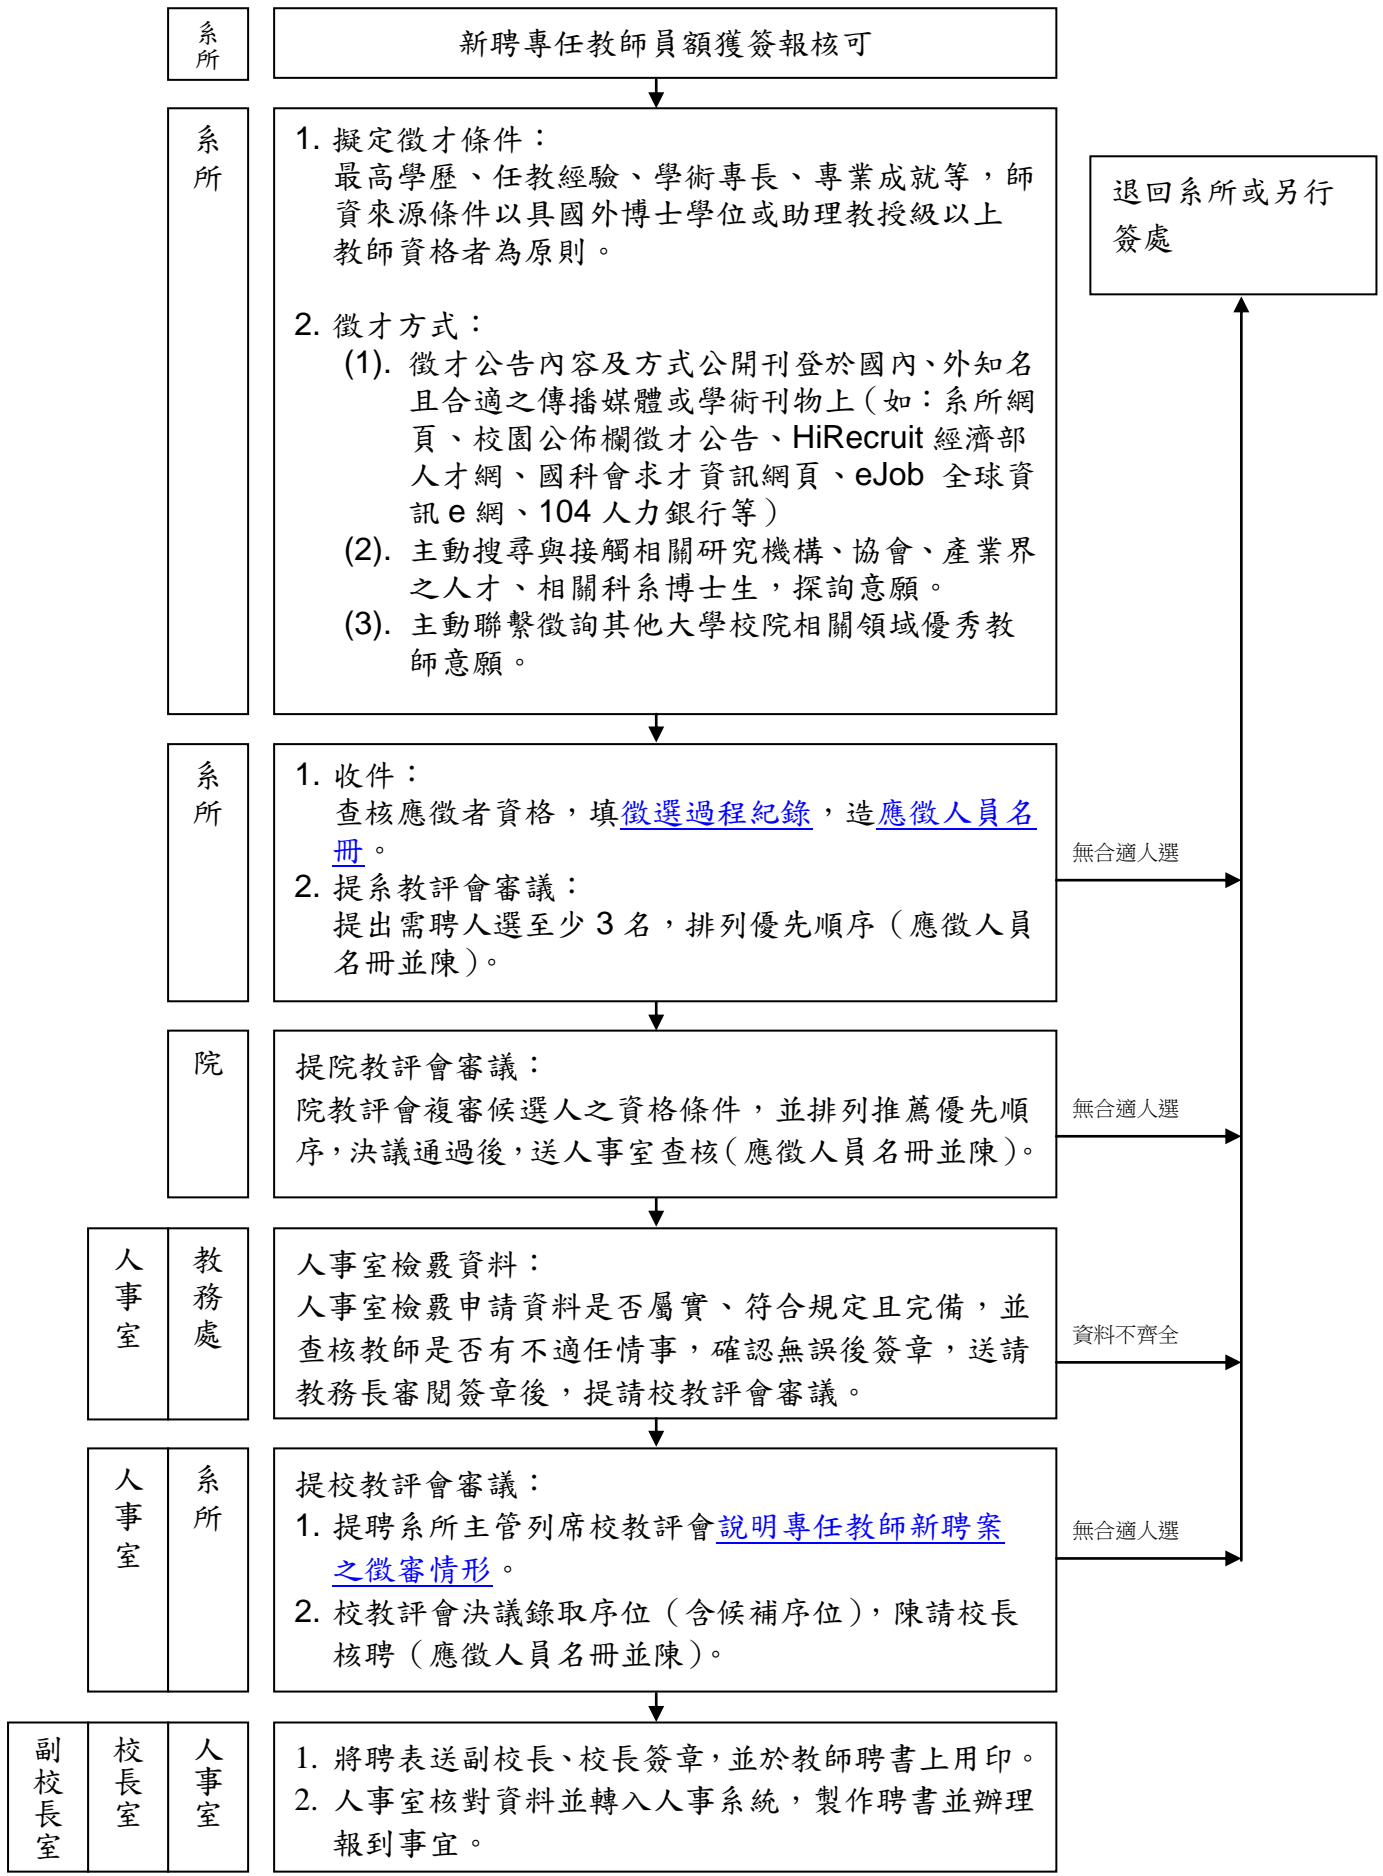 系所
新聘專任教師員額獲簽報核可
系所
1. 擬定徵才條件：
最高學歷、任教經驗、學術專長、專業成就等，師
資來源條件以具國外博士學位或助理教授級以上
教師資格者為原則。
2. 徵才方式：
(1). 徵才公告內容及方式公開刊登於國內、外知名
且合適之傳播媒體或學術刊物上（如：系所網
頁、校園公佈欄徵才公告、HiRecruit 經濟部
人才網、國科會求才資訊網頁、eJob 全球資
訊 e 網、104 人力銀行等）
(2). 主動搜尋與接觸相關研究機構、協會、產業界
之人才、相關科系博士生，探詢意願。
(3). 主動聯繫徵詢其他大學校院相關領域優秀教
師意願。
退回系所或另行
簽處
系所
1. 收件：
查核應徵者資格，填徵選過程紀錄，造應徵人員名
冊。
2. 提系教評會審議：
提出需聘人選至少 3 名，排列優先順序（應徵人員
名冊並陳）。
無合適人選
院
提院教評會審議：
院教評會複審候選人之資格條件，並排列推薦優先順
序，決議通過後，送人事室查核（應徵人員名冊並陳）。
無合適人選
人事室
教務處
人事室檢覈資料：
人事室檢覈申請資料是否屬實、符合規定且完備，並
查核教師是否有不適任情事，確認無誤後簽章，送請
教務長審閱簽章後，提請校教評會審議。
資料不齊全
人事室
系所
提校教評會審議：
1. 提聘系所主管列席校教評會說明專任教師新聘案
之徵審情形。
2. 校教評會決議錄取序位（含候補序位），陳請校長
核聘（應徵人員名冊並陳）。
無合適人選
副校長室
校長室
人事室
1. 將聘表送副校長、校長簽章，並於教師聘書上用印。
2. 人事室核對資料並轉入人事系統，製作聘書並辦理
報到事宜。